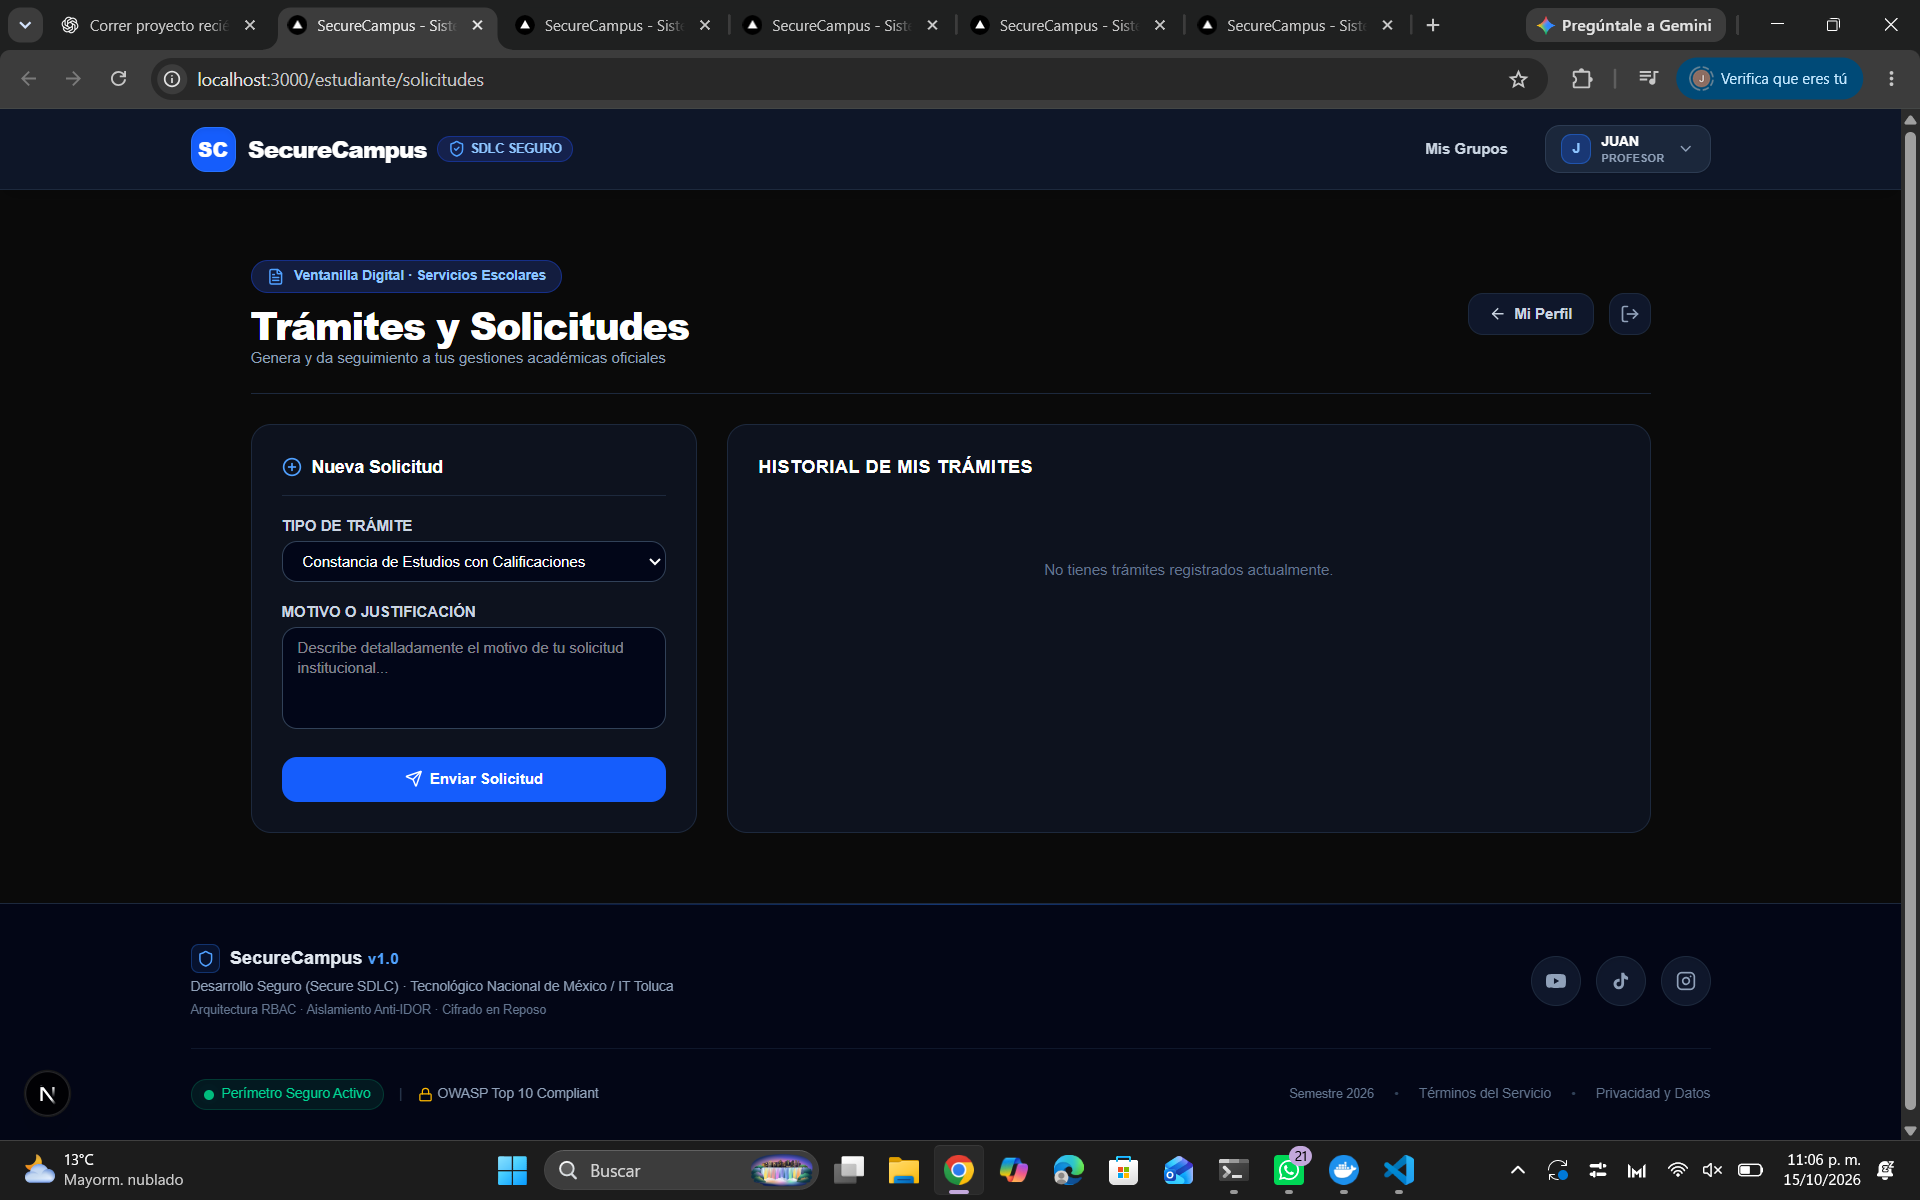 Correr proyecto recié
SecureCampus - Siste
SecureCampus - Siste
SecureCampus - Siste
SecureCampus - Siste
SecureCampus - Siste
Pregúntale a Gemini
localhost:3000/estudiante/solicitudes
J
Verifica que eres tú
SC
SecureCampus
SDLC SEGURO
Mis Grupos
J
JUAN
PROFESOR
Ventanilla Digital · Servicios Escolares
Trámites y Solicitudes
Genera y da seguimiento a tus gestiones académicas oficiales
Mi Perfil
Nueva Solicitud
TIPO DE TRÁMITE
Constancia de Estudios con Calificaciones
MOTIVO O JUSTIFICACIÓN
Describe detalladamente el motivo de tu solicitud
institucional...
Enviar Solicitud
HISTORIAL DE MIS TRÁMITES
No tienes trámites registrados actualmente.
SecureCampus v1.0
Desarrollo Seguro (Secure SDLC) · Tecnológico Nacional de México / IT Toluca
Arquitectura RBAC · Aislamiento Anti-IDOR · Cifrado en Reposo
N
Perímetro Seguro Activo | OWASP Top 10 Compliant
Semestre 2026 • Términos del Servicio • Privacidad y Datos
13°C
Mayorm. nublado
Buscar
21
11:06 p. m.
15/10/2026